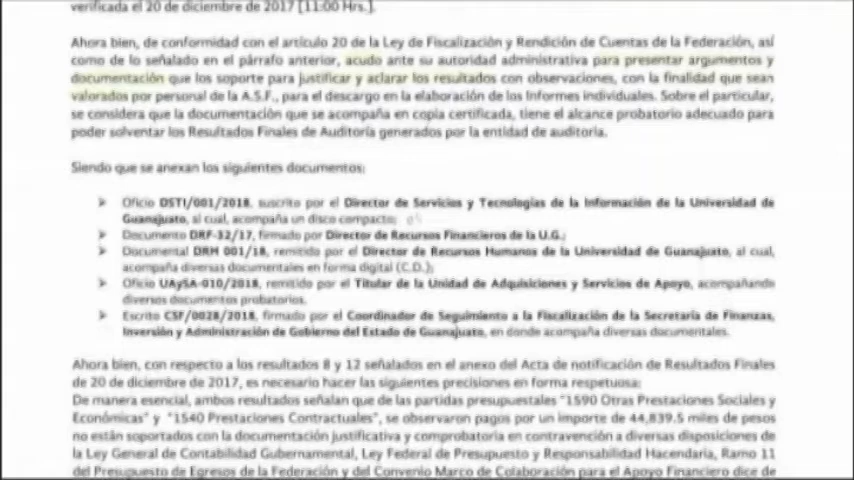 verificada el 20 de diciembre de 2017 [11:00 Hrs.].
Ahora bien, de conformidad con el artículo 20 de la Ley de Fiscalización y Rendición de Cuentas de la Federación, así
como de lo señalado en el párrafo anterior, acudo ante su autoridad administrativa para presentar argumentos y
documentación que los soporte para justificar y aclarar los resultados con observaciones, con la finalidad que sean
valorados por personal de la A.S.F., para el descargo en la elaboración de los Informes individuales. Sobre el particular,
se considera que la documentación que se acompaña en copia certificada, tiene el alcance probatorio adecuado para
poder solventar los Resultados Finales de Auditoría generados por la entidad de auditoria.
Siendo que se anexan los siguientes documentos:
➤ Oficio DSTI/001/2018, suscrito por el Director de Servicios y Tecnologías de la Información de la Universidad de
Guanajuato, al cual, acompaña un disco compacto;
➤ Documento DRF-32/17, firmado por Director de Recursos Financieros de la U.G.;
➤ Documental DRH 001/18, remitido por el Director de Recursos Humanos de la Universidad de Guanajuato, al cual,
acompaña diversas documentales en forma digital (C.D.);
➤ Oficio UAySA-010/2018, remitido por el Titular de la Unidad de Adquisiciones y Servicios de Apoyo, acompañando
diversos documentos probatorios.
➤ Escrito CSF/0028/2018, firmado por el Coordinador de Seguimiento a la Fiscalización de la Secretaría de Finanzas,
Inversión y Administración de Gobierno del Estado de Guanajuato, en donde acompaña diversas documentales.
Ahora bien, con respecto a los resultados 8 y 12 señalados en el anexo del Acta de notificación de Resultados Finales
de 20 de diciembre de 2017, es necesario hacer las siguientes precisiones en forma respetuosa:
De manera esencial, ambos resultados señalan que de las partidas presupuestales "1590 Otras Prestaciones Sociales y
Económicas" y "1540 Prestaciones Contractuales", se observaron pagos por un importe de 44,839.5 miles de pesos
no están soportados con la documentación justificativa y comprobatoria en contravención a diversas disposiciones de
la Ley General de Contabilidad Gubernamental, Ley Federal de Presupuesto y Responsabilidad Hacendaria, Ramo 11
del Presupuesto de Egresos de la Federación y del Convenio Marco de Colaboración para el Apoyo Financiero dice de